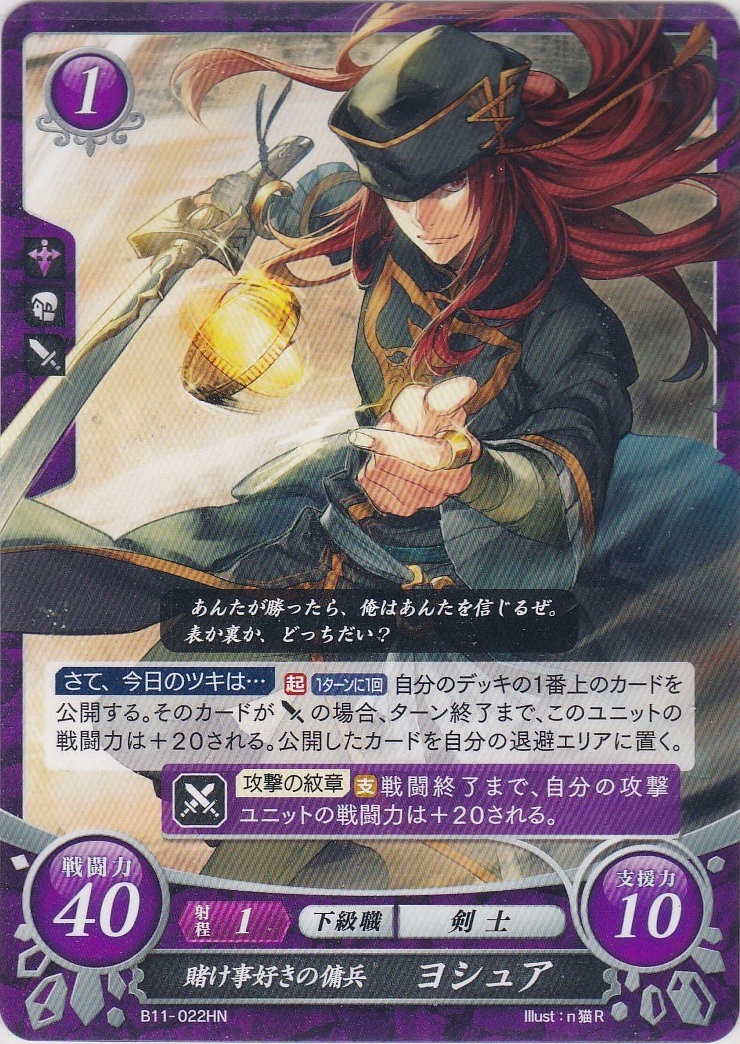 1
あんたが勝ったら、俺はあんたを信じるぜ。
表か裏か、どっちだい？
さて、今日のツキは… 起 1ターンに1回 自分のデッキの1番上のカードを
公開する。そのカードが の場合、ターン終了まで、このユニットの
戦闘力は＋20される。公開したカードを自分の退避エリアに置く。
攻撃の紋章 支 戦闘終了まで、自分の攻撃
ユニットの戦闘力は＋20される。
戦闘力
40
射程 1
下級職 剣士
支援力
10
賭け事好きの傭兵 ヨシュア
B11-022HN
Illust：n猫R